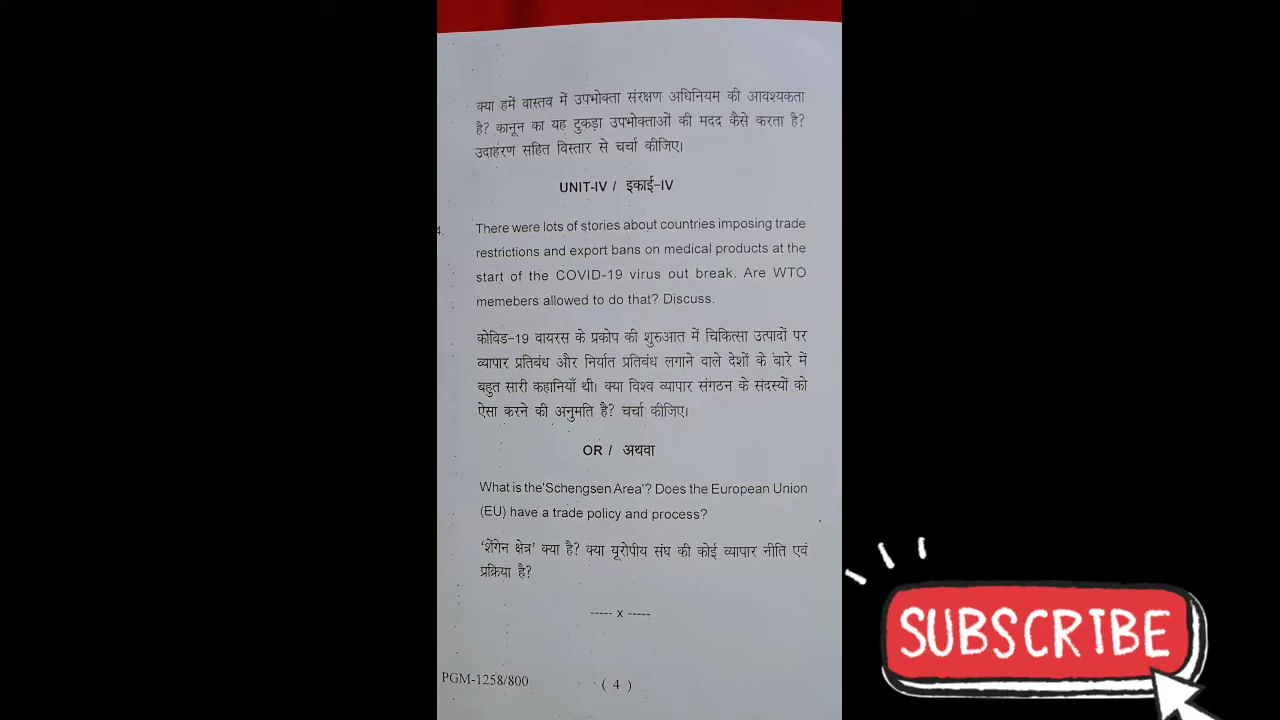 क्या हमें वास्तव में उपभोक्ता संरक्षण अधिनियम की आवश्यकता
है? कानून का यह टुकड़ा उपभोक्ताओं की मदद कैसे करता है?
उदाहरण सहित विस्तार से चर्चा कीजिए।
UNIT-IV / इकाई-IV
4. There were lots of stories about countries imposing trade
restrictions and export bans on medical products at the
start of the COVID-19 virus out break. Are WTO
memebers allowed to do that? Discuss.
कोविड-19 वायरस के प्रकोप की शुरुआत में चिकित्सा उत्पादों पर
व्यापार प्रतिबंध और निर्यात प्रतिबंध लगाने वाले देशों के बारे में
बहुत सारी कहानियाँ थी। क्या विश्व व्यापार संगठन के सदस्यों को
ऐसा करने की अनुमति है? चर्चा कीजिए।
OR / अथवा
What is the'Schengsen Area'? Does the European Union
(EU) have a trade policy and process?
'शेंगेन क्षेत्र' क्या है? क्या यूरोपीय संघ की कोई व्यापार नीति एवं
प्रक्रिया है?
----- x -----
PGM-1258/800
( 4 )
SUBSCRIBE